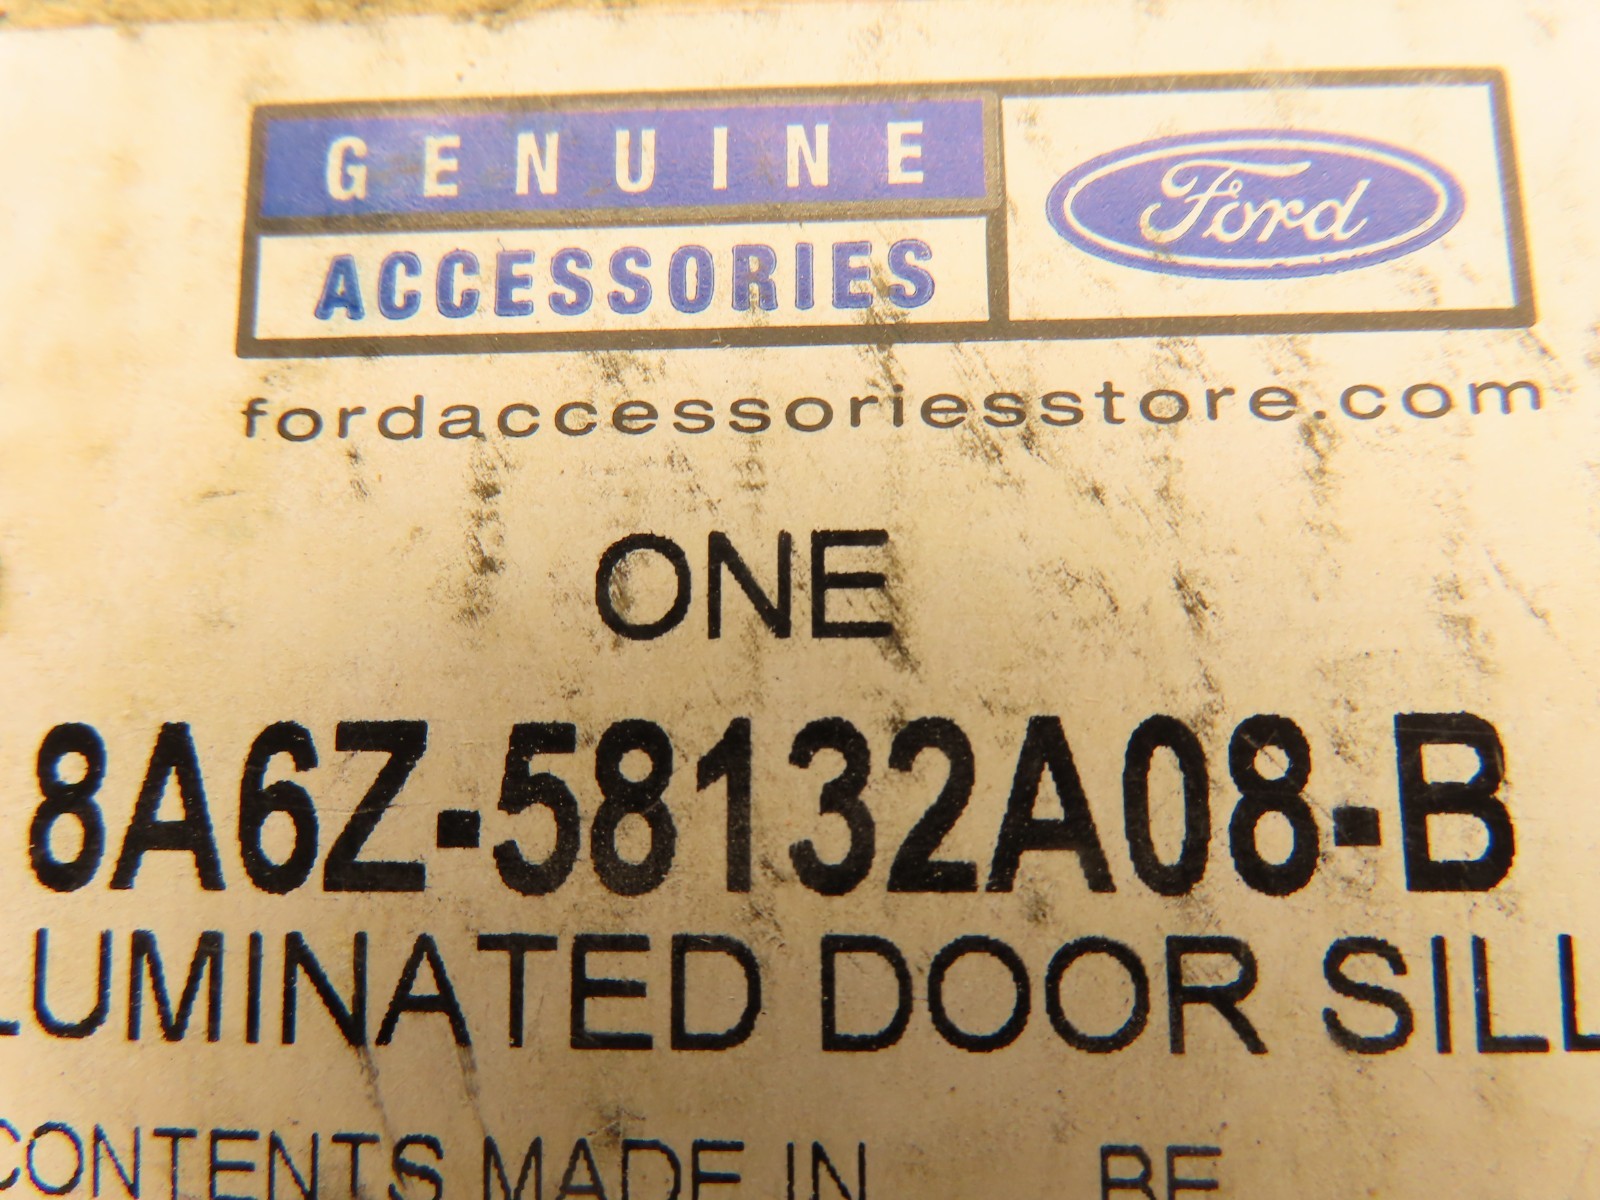 GENUINE
ACCESSORIES
Ford
fordaccessoriesstore.com
ONE
8A6Z-58132A08-B
LUMINATED DOOR SILL
CONTENTS MADE IN BE